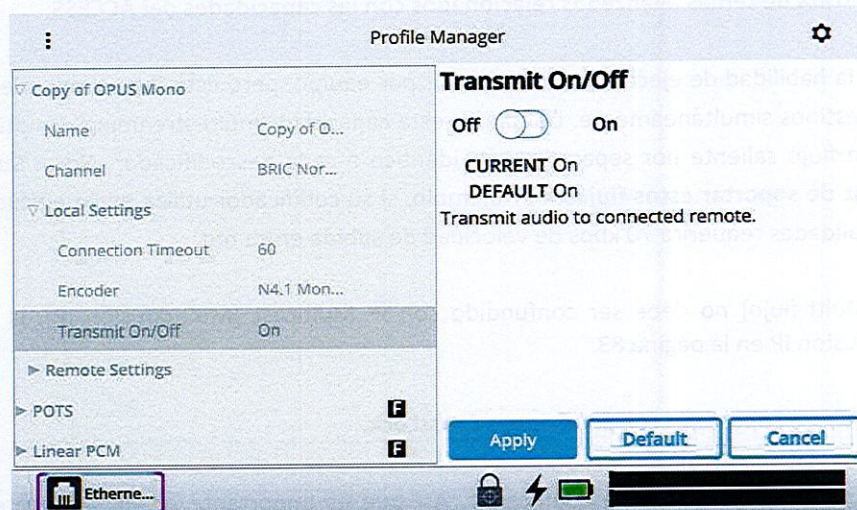 Profile Manager
Copy of OPUS Mono
Name Copy of O...
Channel BRIC Nor...
Local Settings
Connection Timeout 60
Encoder N4.1 Mon...
Transmit On/Off On
Remote Settings
POTS F
Linear PCM F
Transmit On/Off
Off On
CURRENT On
DEFAULT On
Transmit audio to connected remote.
Apply Default Cancel
Etherne...